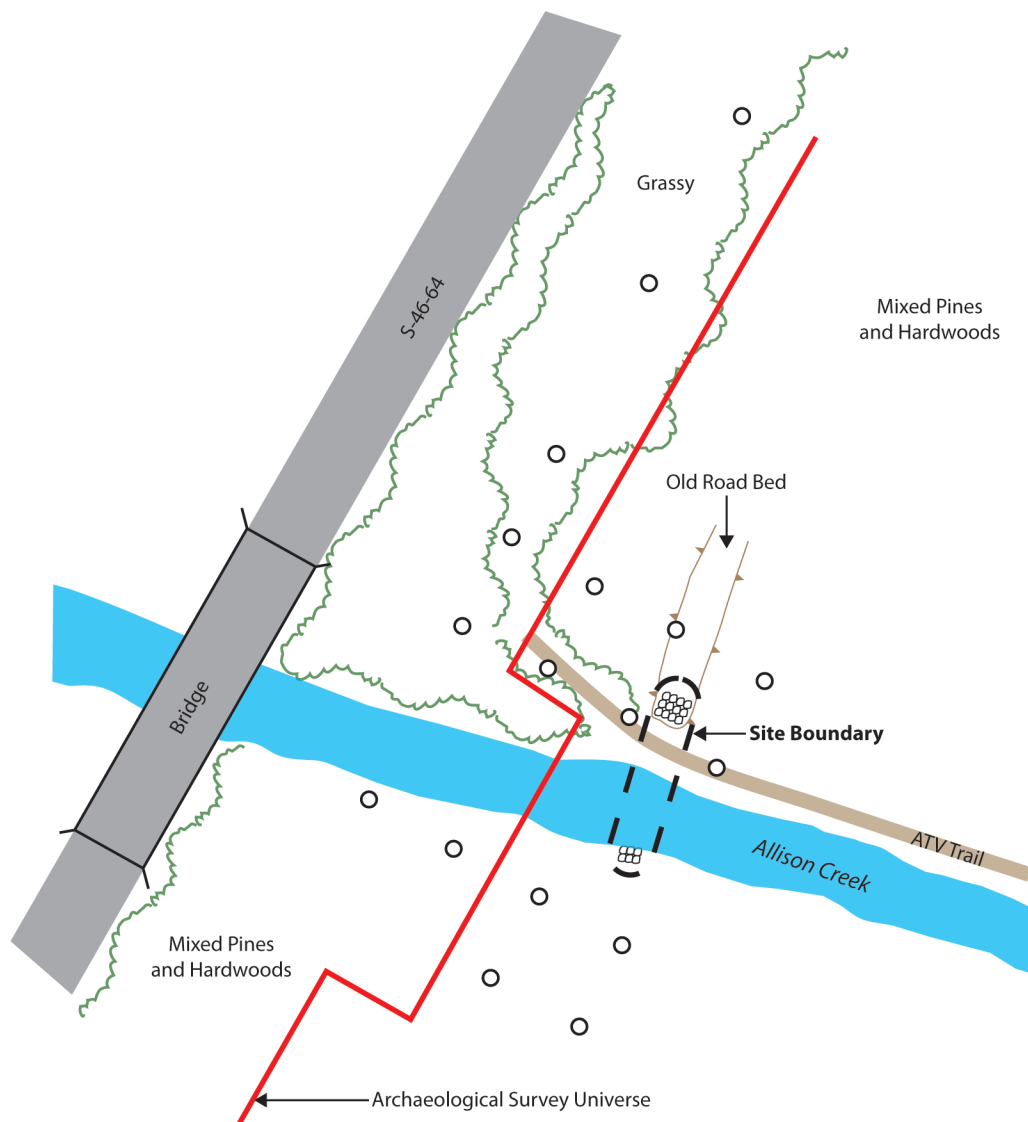 Grassy
S-46-64
Mixed Pines
and Hardwoods
Old Road Bed
Bridge
Site Boundary
ATV Trail
Allison Creek
Mixed Pines
and Hardwoods
Archaeological Survey Universe